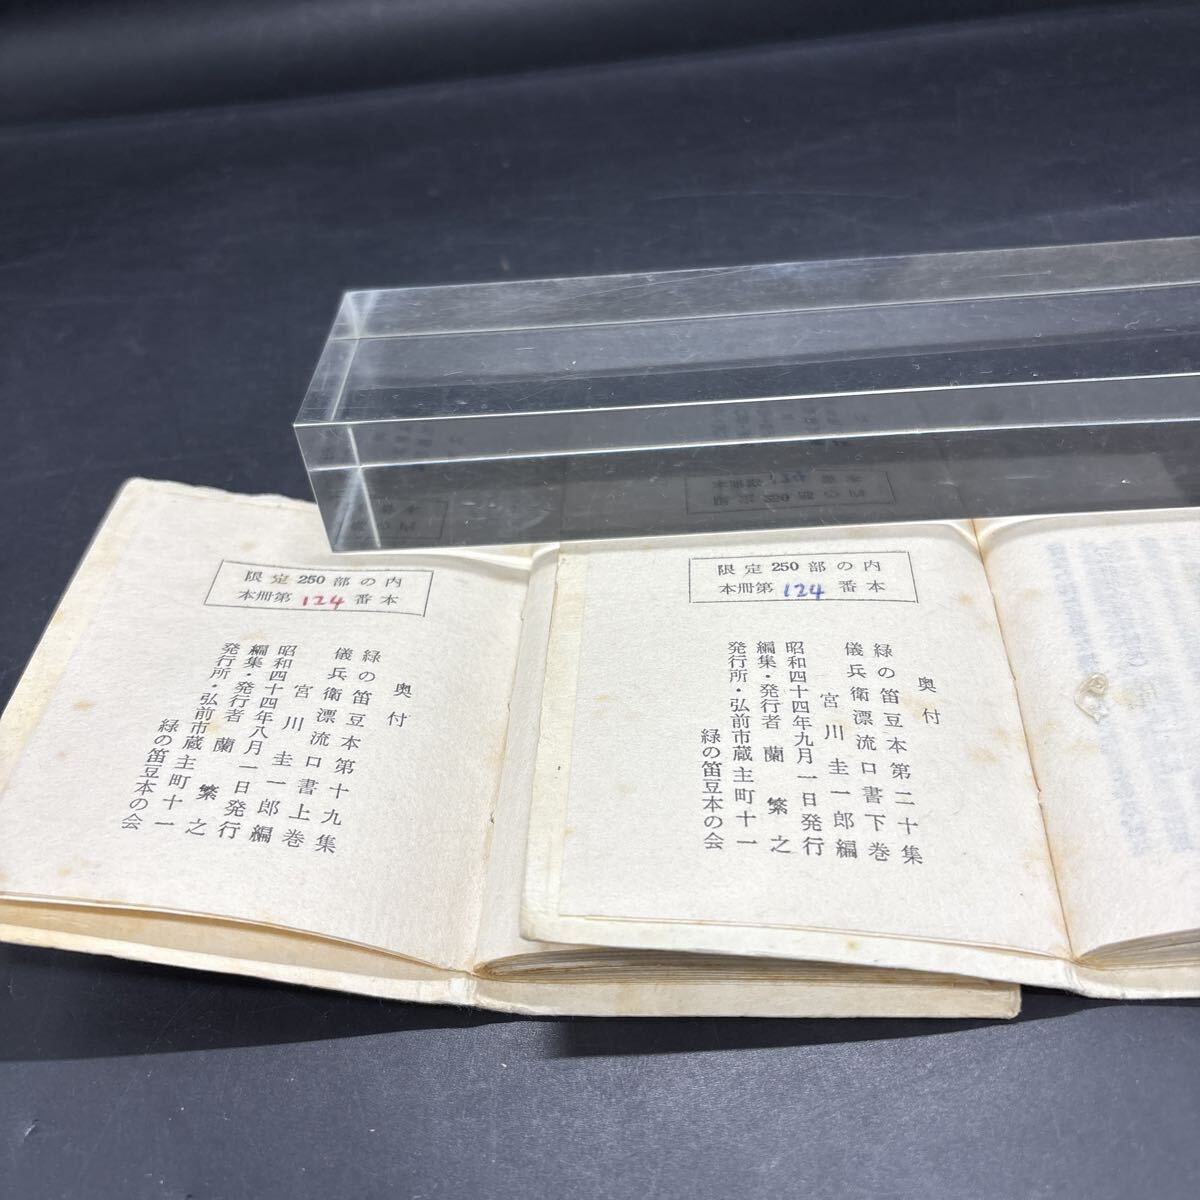 限定250部の内
本冊第124番本
奥付
緑の笛豆本第十九集
儀兵衛漂流口書上巻
宮川圭一郎編
昭和四十四年八月一日発行
編集・発行者 蘭繁之
発行所・弘前市蔵主町十一
緑の笛豆本の会
限定250部の内
本冊第124番本
奥付
緑の笛豆本第二十集
儀兵衛漂流口書下巻
宮川圭一郎編
昭和四十四年九月一日発行
編集・発行者 蘭繁之
発行所・弘前市蔵主町十一
緑の笛豆本の会